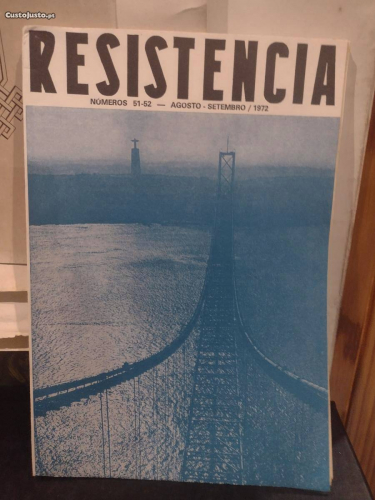 CustoJusto.pt
RESISTENCIA
NÚMEROS 51-52 — AGOSTO - SETEMBRO / 1972